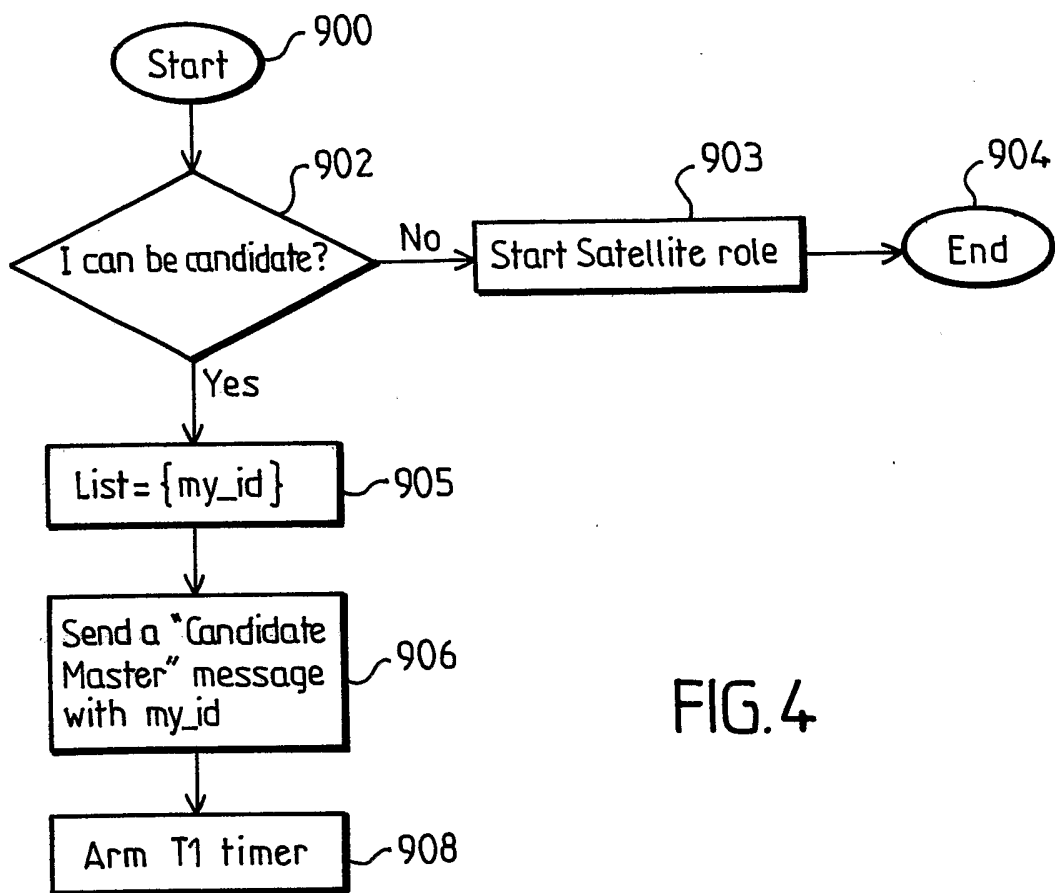 900
Start
902
903
904
I can be candidate?
No
Start Satellite role
End
Yes
List={my_id}
905
Send a "Candidate
Master" message
with my_id
906
FIG.4
Arm T1 timer
908